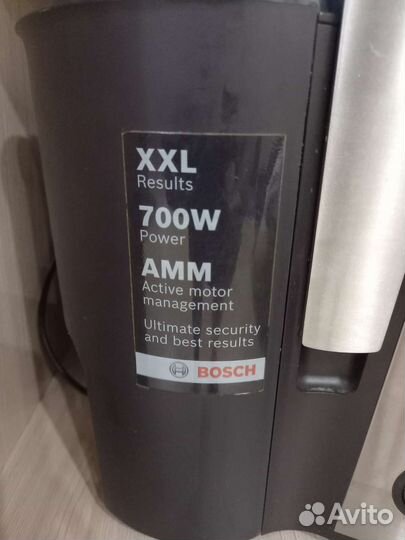 XXL
Results
700W
Power
AMM
Active motor
management
Ultimate security
and best results
BOSCH
Avito